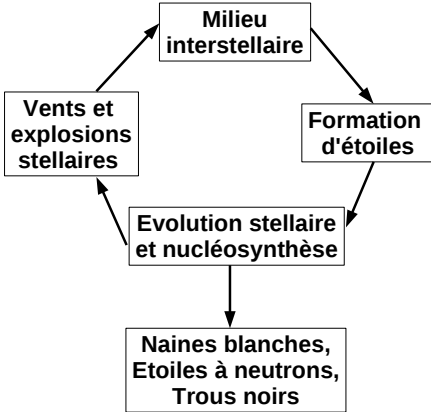 Milieu
interstellaire
Vents et
explosions
stellaires
Formation
d'étoiles
Evolution stellaire
et nucléosynthèse
Naines blanches,
Etoiles à neutrons,
Trous noirs